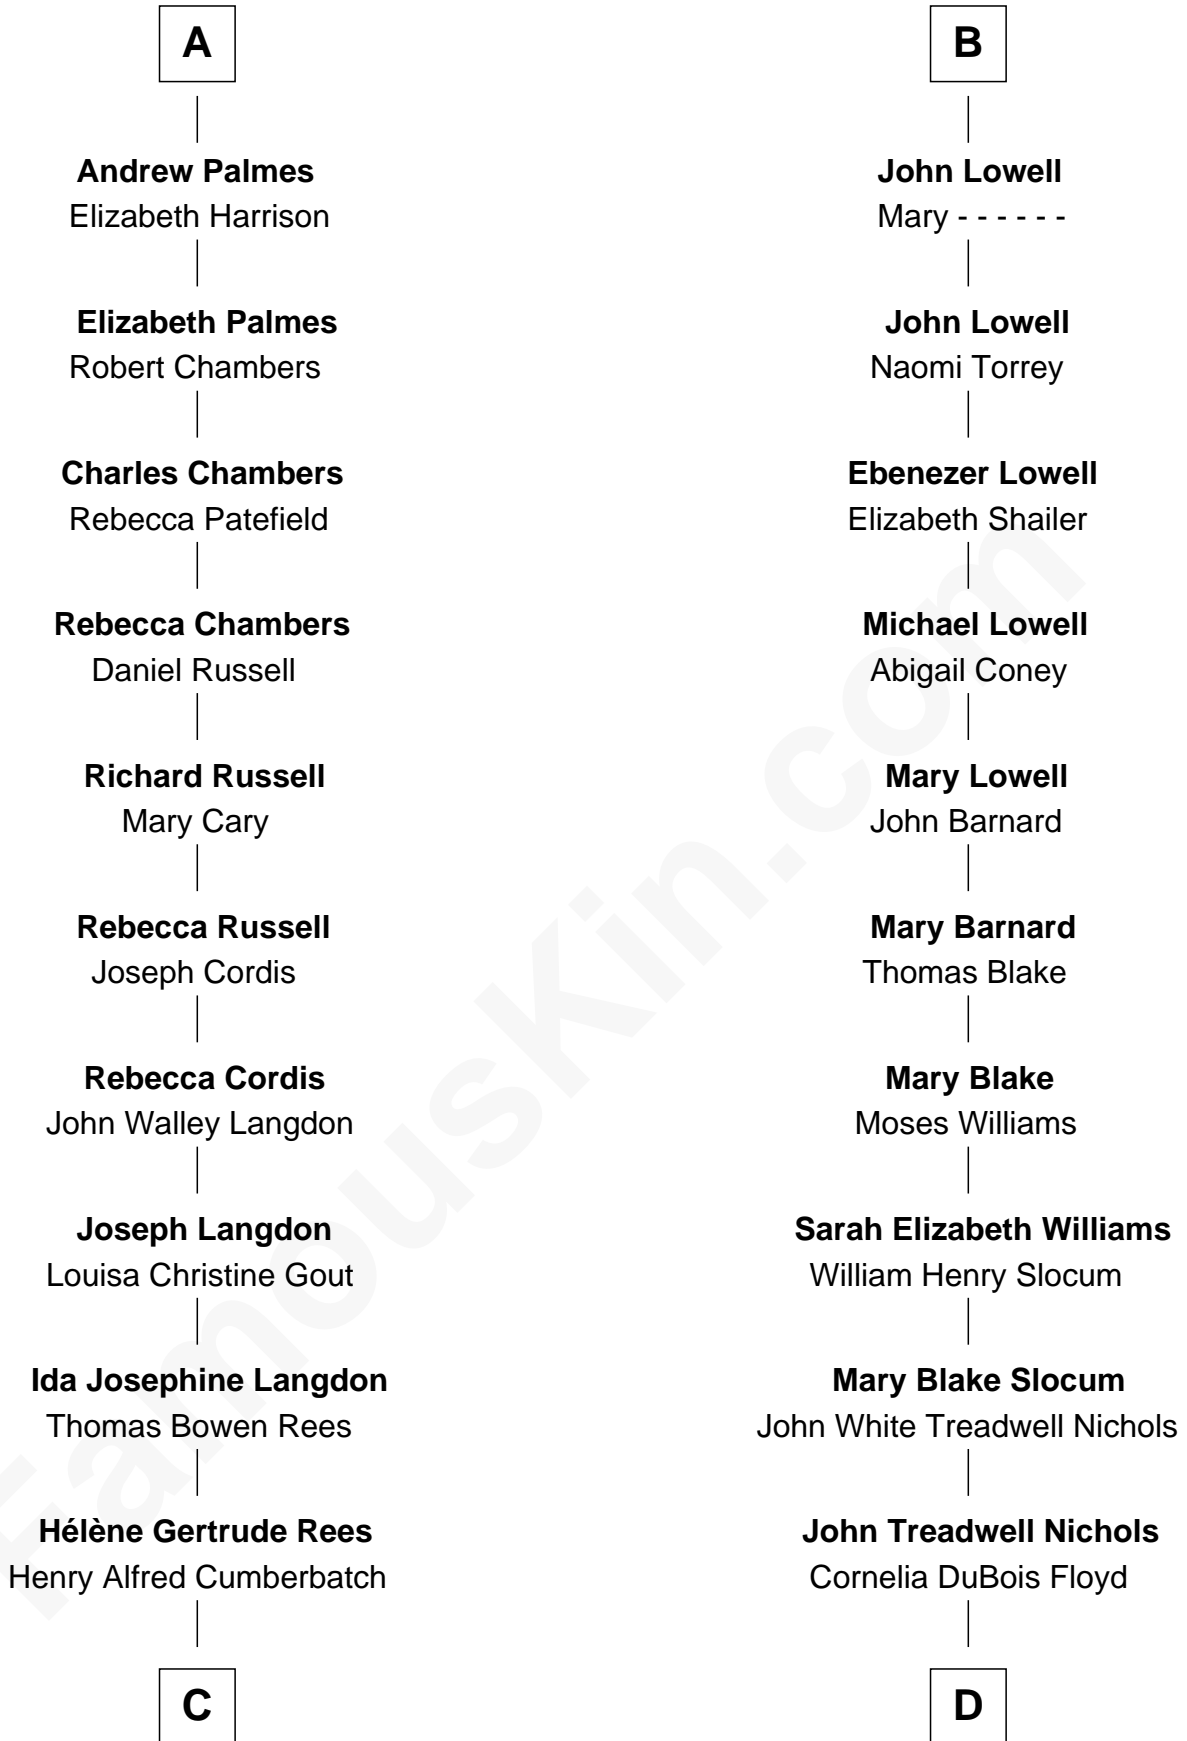 A
Andrew Palmes
Elizabeth Harrison
Elizabeth Palmes
Robert Chambers
Charles Chambers
Rebecca Patefield
Rebecca Chambers
Daniel Russell
Richard Russell
Mary Cary
Rebecca Russell
Joseph Cordis
Rebecca Cordis
John Walley Langdon
Joseph Langdon
Louisa Christine Gout
Ida Josephine Langdon
Thomas Bowen Rees
Hélène Gertrude Rees
Henry Alfred Cumberbatch
C
B
John Lowell
Mary - - - - - -
John Lowell
Naomi Torrey
Ebenezer Lowell
Elizabeth Shailer
Michael Lowell
Abigail Coney
Mary Lowell
John Barnard
Mary Barnard
Thomas Blake
Mary Blake
Moses Williams
Sarah Elizabeth Williams
William Henry Slocum
Mary Blake Slocum
John White Treadwell Nichols
John Treadwell Nichols
Cornelia DuBois Floyd
D
FamousKin.com